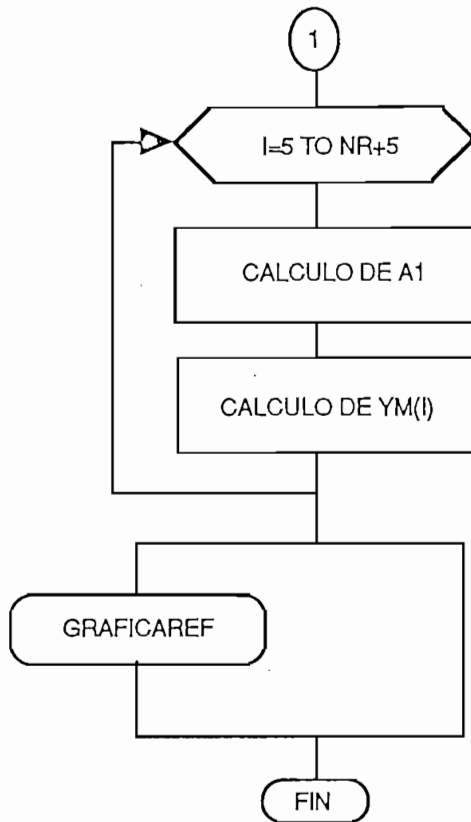 1
I=5 TO NR+5
CALCULO DE A1
CALCULO DE YM(I)
GRAFICAREF
FIN